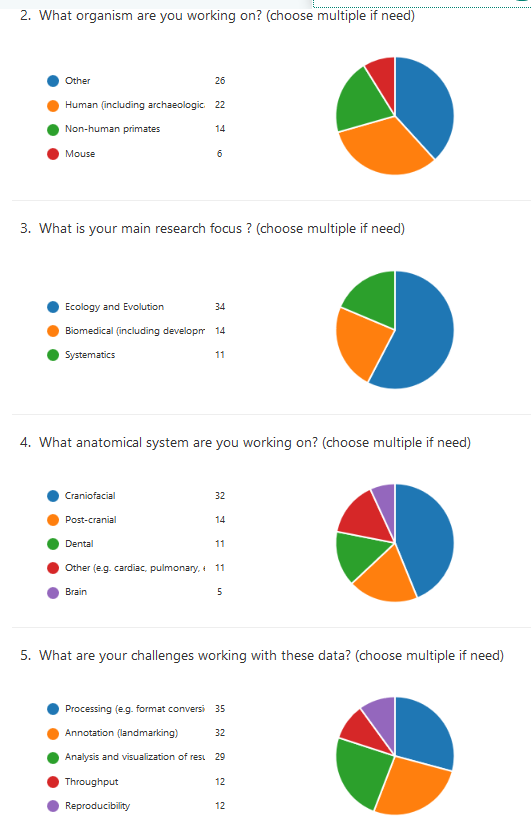 2. What organism are you working on? (choose multiple if need)
Other 26
Human (including archaeologic 22
Non-human primates 14
Mouse 6
3. What is your main research focus ? (choose multiple if need)
Ecology and Evolution 34
Biomedical (including developm 14
Systematics 11
4. What anatomical system are you working on? (choose multiple if need)
Craniofacial 32
Post-cranial 14
Dental 11
Other (e.g. cardiac, pulmonary, 11
Brain 5
5. What are your challenges working with these data? (choose multiple if need)
Processing (e.g. format conversi 35
Annotation (landmarking) 32
Analysis and visualization of resu 29
Throughput 12
Reproducibility 12